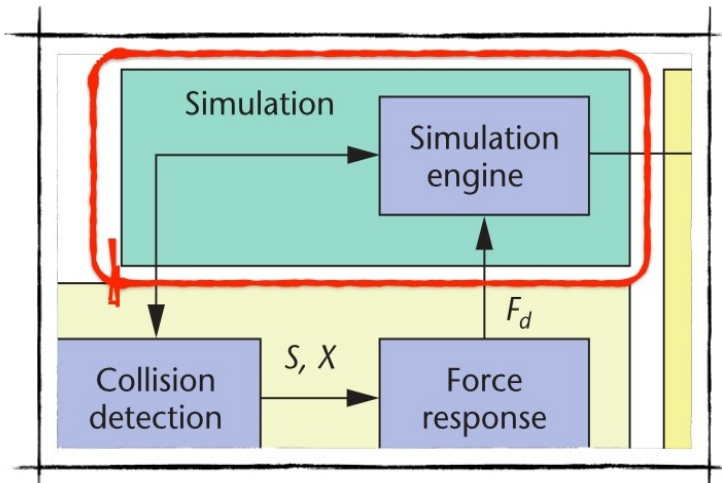 Simulation
Simulation
engine
F_d
S, X
Collision
detection
Force
response